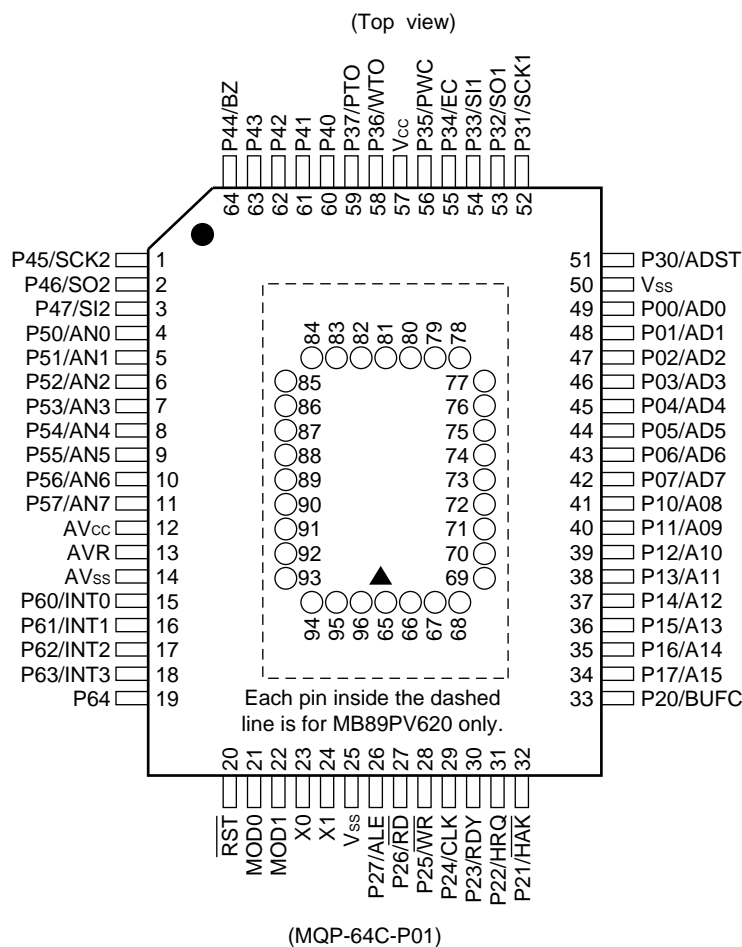 (Top view)
P44/BZ
P43
P42
P41
P40
P37/PTO
P36/WTO
Vcc
P35/PWC
P34/EC
P33/SI1
P32/SO1
P31/SCK1
64
63
62
61
60
59
58
57
56
55
54
53
52
P45/SCK2 1
P46/SO2 2
P47/SI2 3
P50/AN0 4
P51/AN1 5
P52/AN2 6
P53/AN3 7
P54/AN4 8
P55/AN5 9
P56/AN6 10
P57/AN7 11
AVcc 12
AVR 13
AVss 14
P60/INT0 15
P61/INT1 16
P62/INT2 17
P63/INT3 18
P64 19
51 P30/ADST
50 Vss
49 P00/AD0
48 P01/AD1
47 P02/AD2
46 P03/AD3
45 P04/AD4
44 P05/AD5
43 P06/AD6
42 P07/AD7
41 P10/A08
40 P11/A09
39 P12/A10
38 P13/A11
37 P14/A12
36 P15/A13
35 P16/A14
34 P17/A15
33 P20/BUFC
84
83
82
81
80
79
78
85
86
87
88
89
90
91
92
93
77
76
75
74
73
72
71
70
69
94
95
96
65
66
67
68
Each pin inside the dashed
line is for MB89PV620 only.
20
21
22
23
24
25
26
27
28
29
30
31
32
RST
MOD0
MOD1
X0
X1
Vss
P27/ALE
P26/RD
P25/WR
P24/CLK
P23/RDY
P22/HRQ
P21/HAK
(MQP-64C-P01)